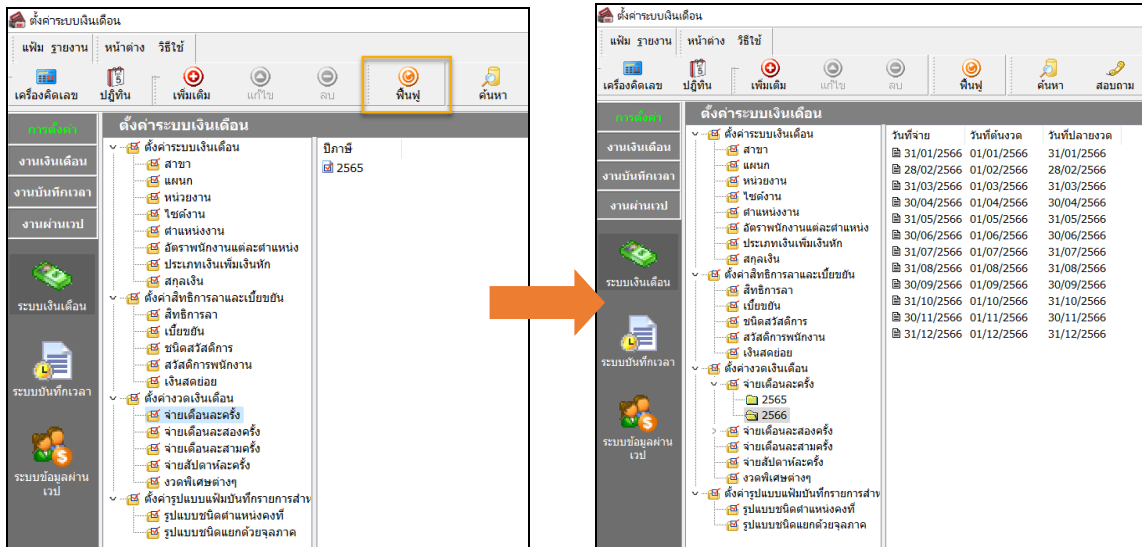 ตั้งค่าระบบเงินเดือน
แฟ้ม รายงาน หน้าต่าง วิธีใช้
เครื่องคิดเลข ปฎิทิน เพิ่มเติม แก้ไข ลบ ฟื้นฟู ค้นหา
การตั้งค่า
งานเงินเดือน
งานบันทึกเวลา
งานผ่านเวป
ระบบเงินเดือน
ระบบบันทึกเวลา
ระบบข้อมูลผ่าน
เวป
ตั้งค่าระบบเงินเดือน
ตั้งค่าระบบเงินเดือน
สาขา
แผนก
หน่วยงาน
ไซด์งาน
ตำแหน่งงาน
อัตราพนักงานแต่ละตำแหน่ง
ประเภทเงินเพิ่มเงินหัก
สกุลเงิน
ตั้งค่าสิทธิการลาและเบี้ยขยัน
สิทธิการลา
เบี้ยขยัน
ชนิดสวัสดิการ
สวัสดิการพนักงาน
เงินสดย่อย
ตั้งค่างวดเงินเดือน
จ่ายเดือนละครั้ง
จ่ายเดือนละสองครั้ง
จ่ายเดือนละสามครั้ง
จ่ายสัปดาห์ละครั้ง
งวดพิเศษต่างๆ
ตั้งค่ารูปแบบแฟ้มบันทึกรายการสำห
รูปแบบชนิดตำแหน่งคงที่
รูปแบบชนิดแยกด้วยจุลภาค
ปีภาษี
2565
ตั้งค่าระบบเงินเดือน
แฟ้ม รายงาน หน้าต่าง วิธีใช้
เครื่องคิดเลข ปฎิทิน เพิ่มเติม แก้ไข ลบ ฟื้นฟู ค้นหา สอบถาม
การตั้งค่า
งานเงินเดือน
งานบันทึกเวลา
งานผ่านเวป
ระบบเงินเดือน
ระบบบันทึกเวลา
ระบบข้อมูลผ่าน
เวป
ตั้งค่าระบบเงินเดือน
ตั้งค่าระบบเงินเดือน
สาขา
แผนก
หน่วยงาน
ไซด์งาน
ตำแหน่งงาน
อัตราพนักงานแต่ละตำแหน่ง
ประเภทเงินเพิ่มเงินหัก
สกุลเงิน
ตั้งค่าสิทธิการลาและเบี้ยขยัน
สิทธิการลา
เบี้ยขยัน
ชนิดสวัสดิการ
สวัสดิการพนักงาน
เงินสดย่อย
ตั้งค่างวดเงินเดือน
จ่ายเดือนละครั้ง
2565
2566
จ่ายเดือนละสองครั้ง
จ่ายเดือนละสามครั้ง
จ่ายสัปดาห์ละครั้ง
งวดพิเศษต่างๆ
ตั้งค่ารูปแบบแฟ้มบันทึกรายการสำห
รูปแบบชนิดตำแหน่งคงที่
รูปแบบชนิดแยกด้วยจุลภาค
วันที่จ่าย วันที่ต้นงวด วันที่ปลายงวด
31/01/2566 01/01/2566 31/01/2566
28/02/2566 01/02/2566 28/02/2566
31/03/2566 01/03/2566 31/03/2566
30/04/2566 01/04/2566 30/04/2566
31/05/2566 01/05/2566 31/05/2566
30/06/2566 01/06/2566 30/06/2566
31/07/2566 01/07/2566 31/07/2566
31/08/2566 01/08/2566 31/08/2566
30/09/2566 01/09/2566 30/09/2566
31/10/2566 01/10/2566 31/10/2566
30/11/2566 01/11/2566 30/11/2566
31/12/2566 01/12/2566 31/12/2566